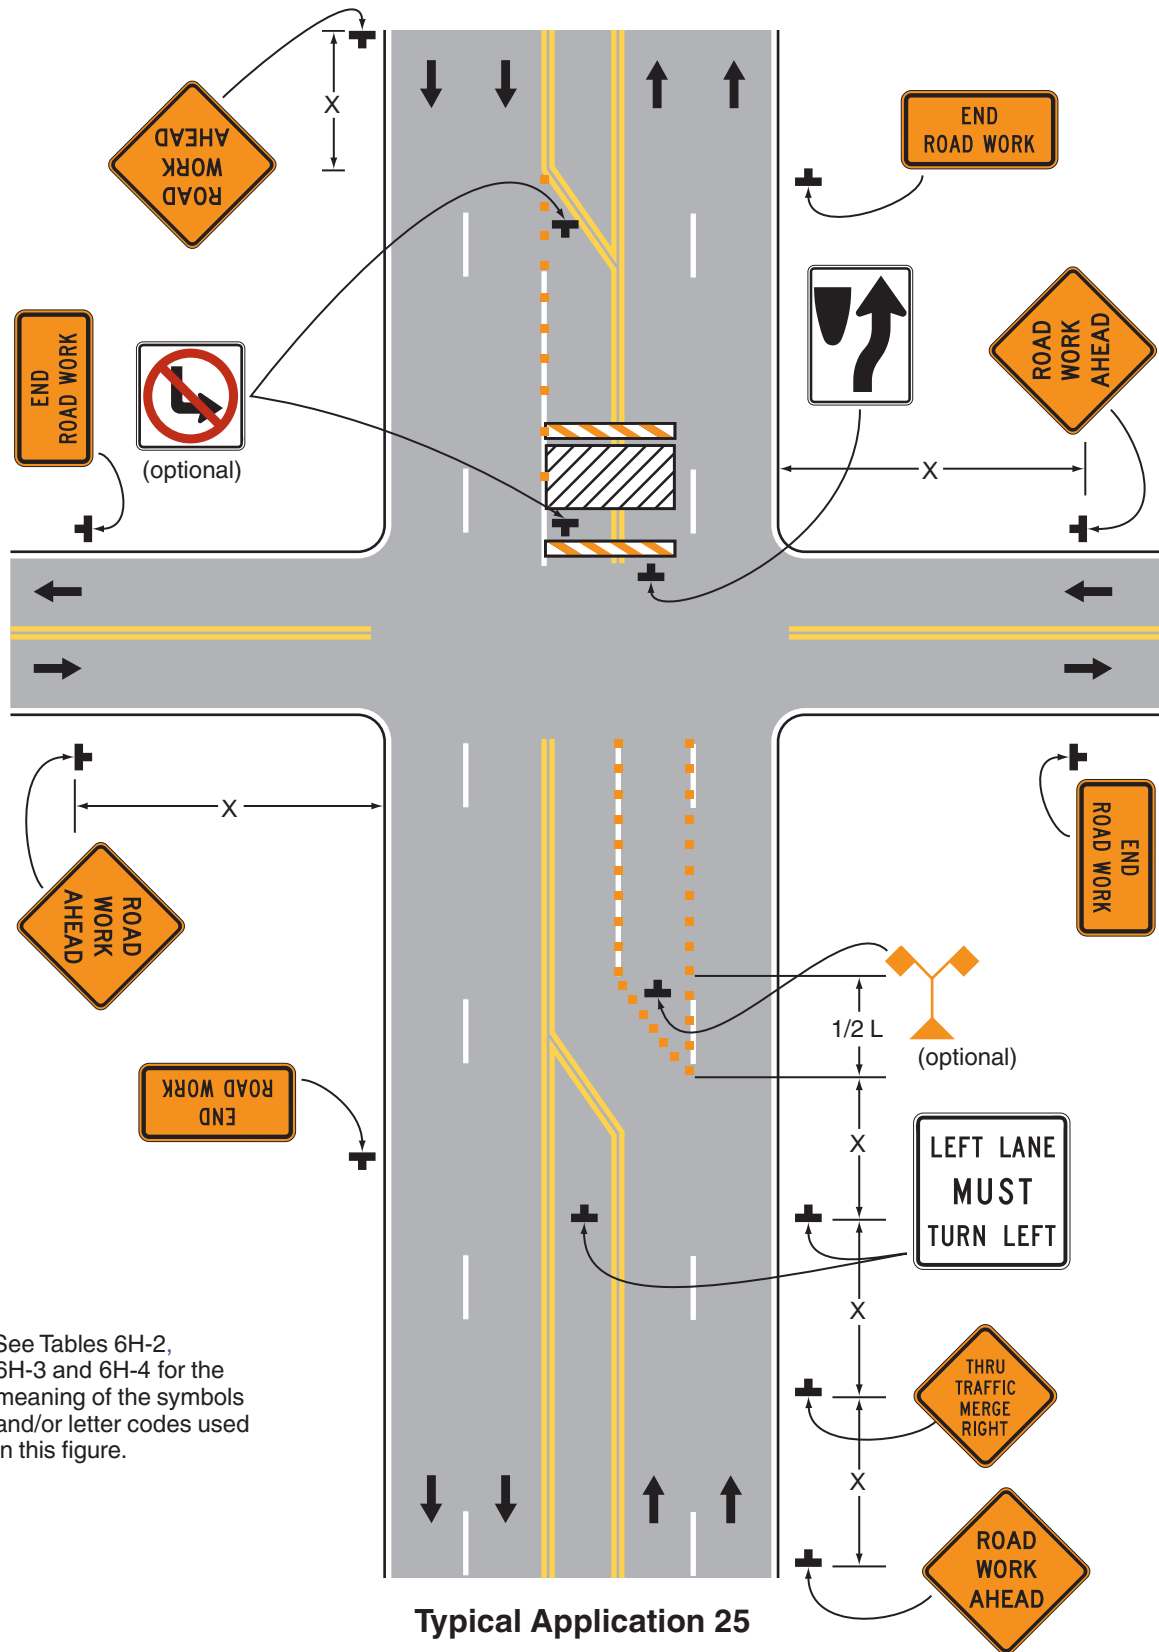 X
ROAD
WORK
AHEAD
END
ROAD WORK
END
ROAD WORK
(optional)
ROAD
WORK
AHEAD
X
X
ROAD
WORK
AHEAD
END
ROAD WORK
1/2 L
(optional)
END
ROAD WORK
X
LEFT LANE
MUST
TURN LEFT
X
See Tables 6H-2,
6H-3 and 6H-4 for the
meaning of the symbols
and/or letter codes used
in this figure.
THRU
TRAFFIC
MERGE
RIGHT
X
ROAD
WORK
AHEAD
Typical Application 25